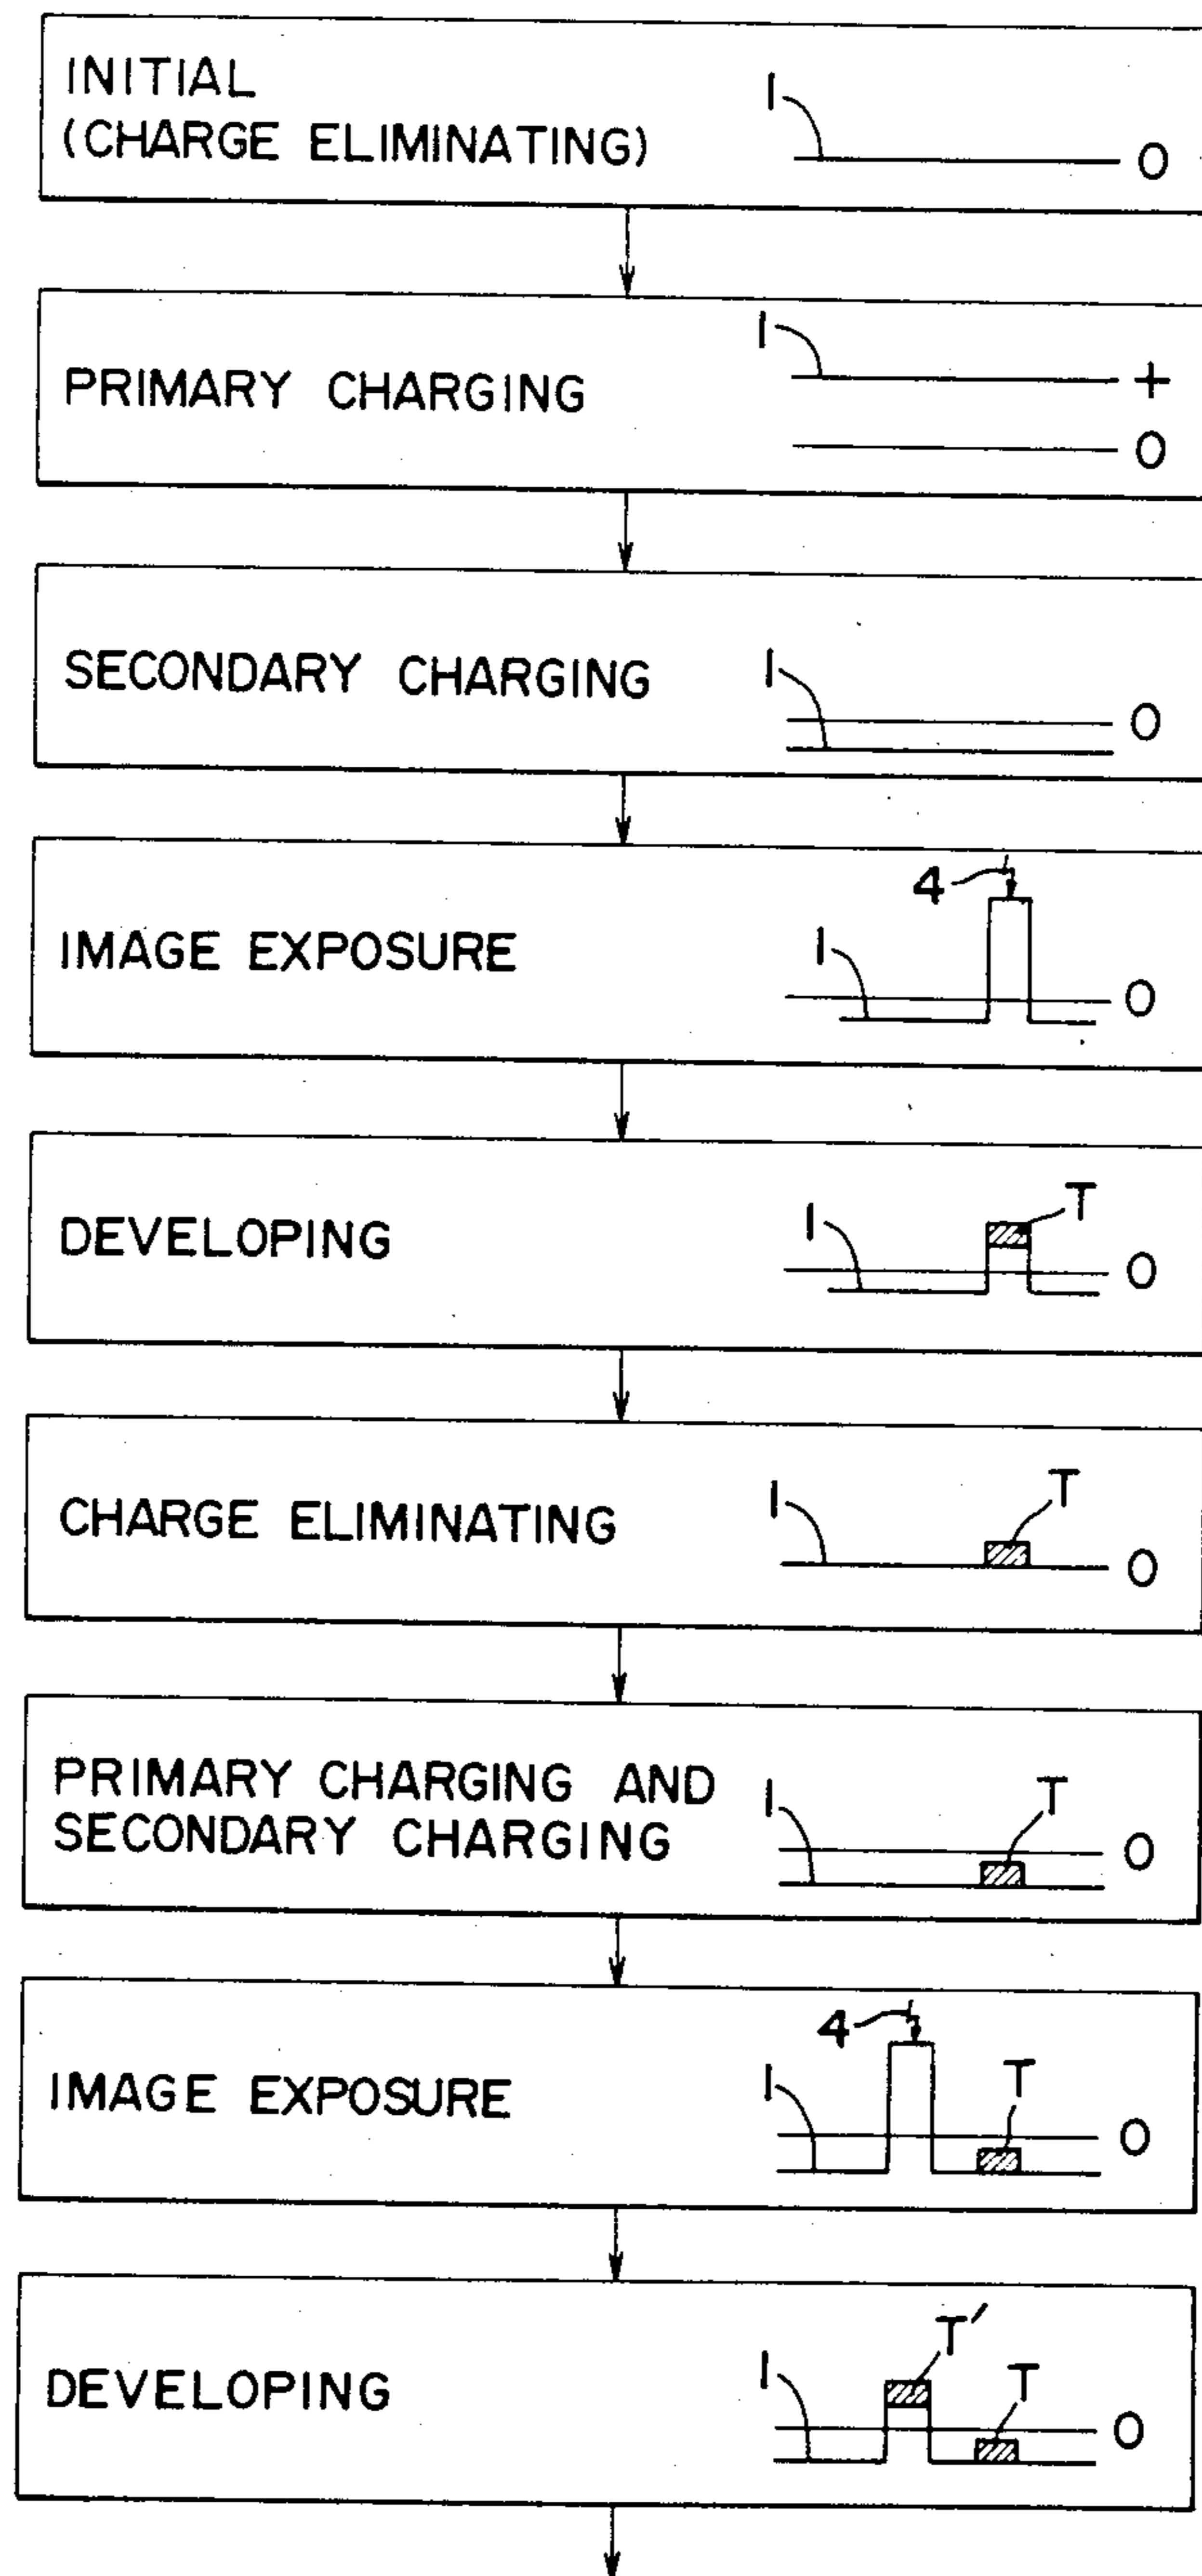 INITIAL
(CHARGE ELIMINATING)
1
0
PRIMARY CHARGING
1
+
0
SECONDARY CHARGING
1
0
IMAGE EXPOSURE
4
1
0
DEVELOPING
T
1
0
CHARGE ELIMINATING
T
1
0
PRIMARY CHARGING AND
SECONDARY CHARGING
T
1
0
IMAGE EXPOSURE
4
T
1
0
DEVELOPING
T′
T
1
0